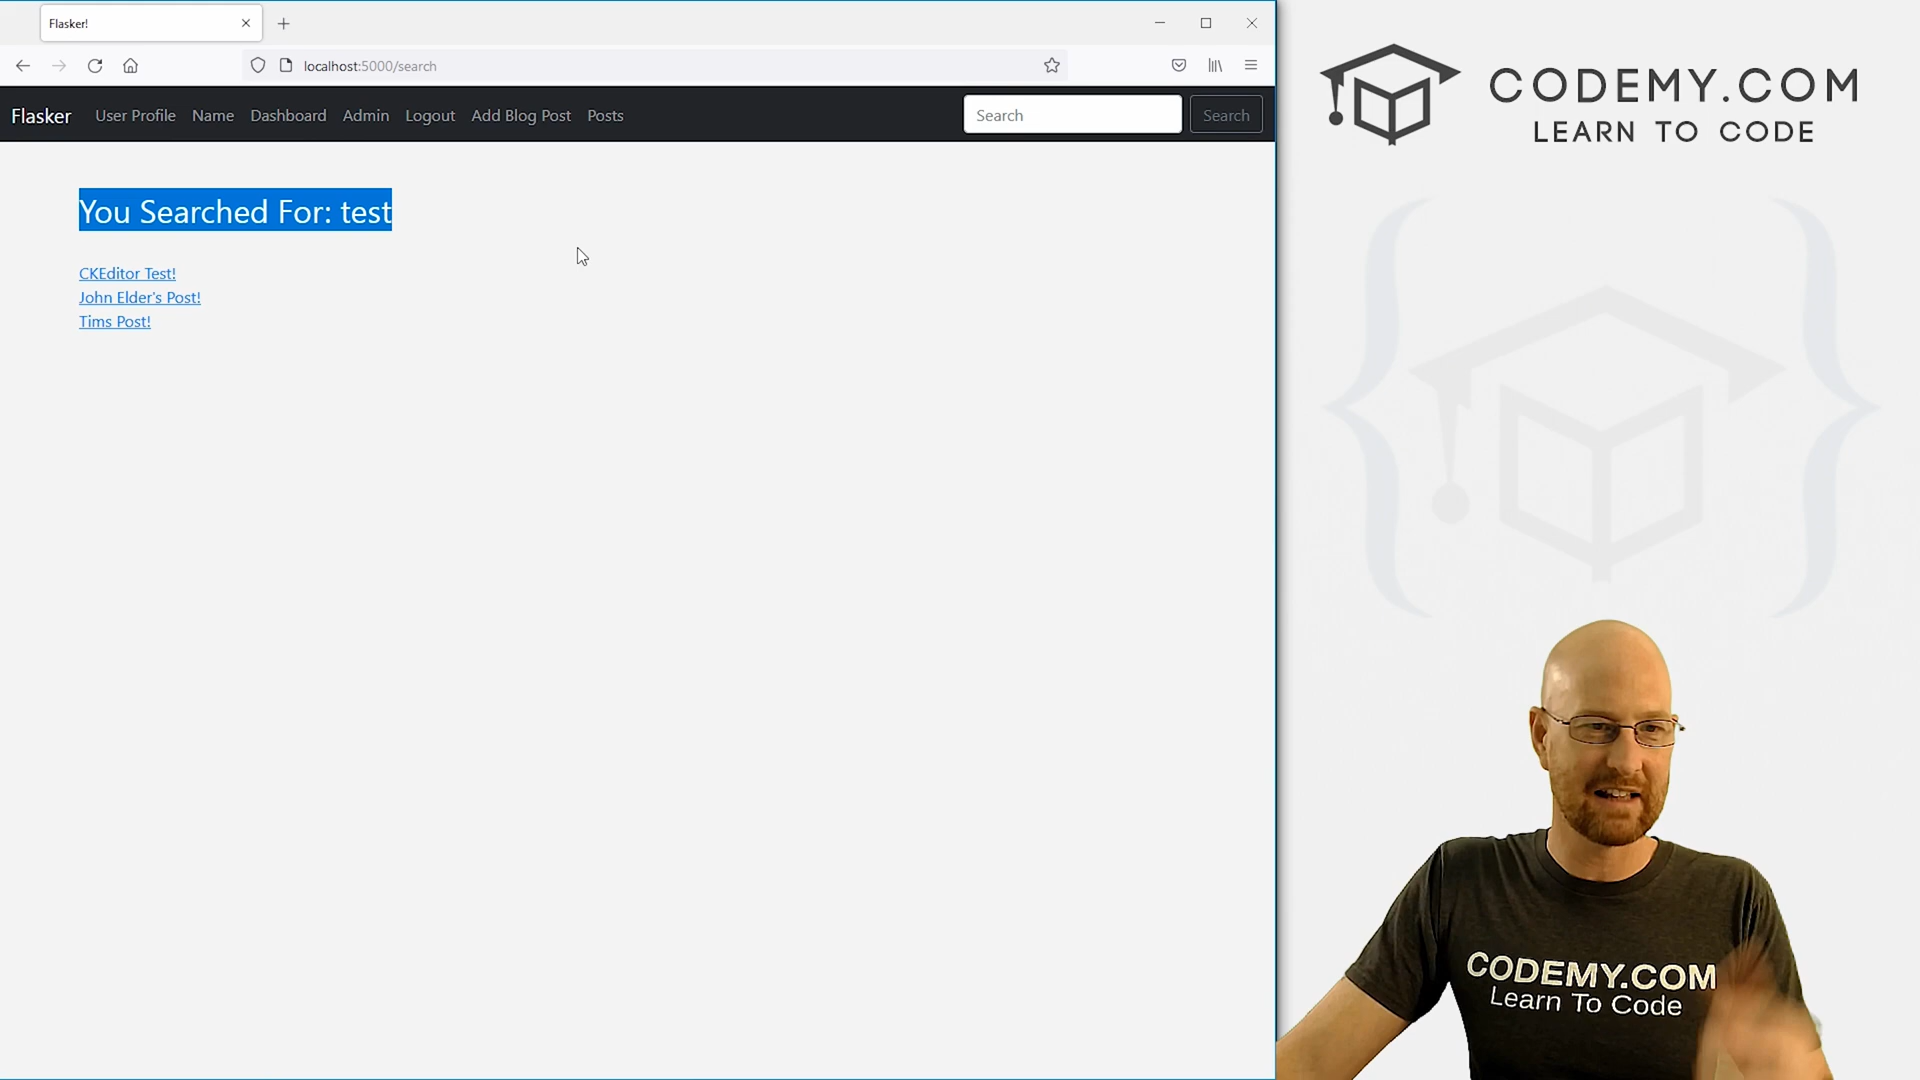 Flasker!
localhost:5000/search
Flasker User Profile Name Dashboard Admin Logout Add Blog Post Posts Search Search
You Searched For: test
CKEditor Test!
John Elder's Post!
Tims Post!
CODEMY.COM
LEARN TO CODE
CODEMY.COM
Learn To Code